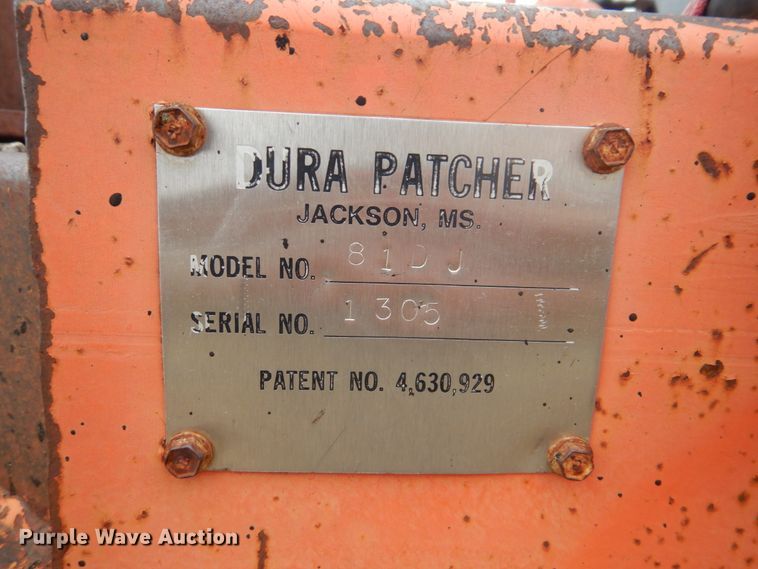 DURA PATCHER
JACKSON, MS.
MODEL NO. 81DJ
SERIAL NO. 1305
PATENT NO. 4,630,929
Purple Wave Auction